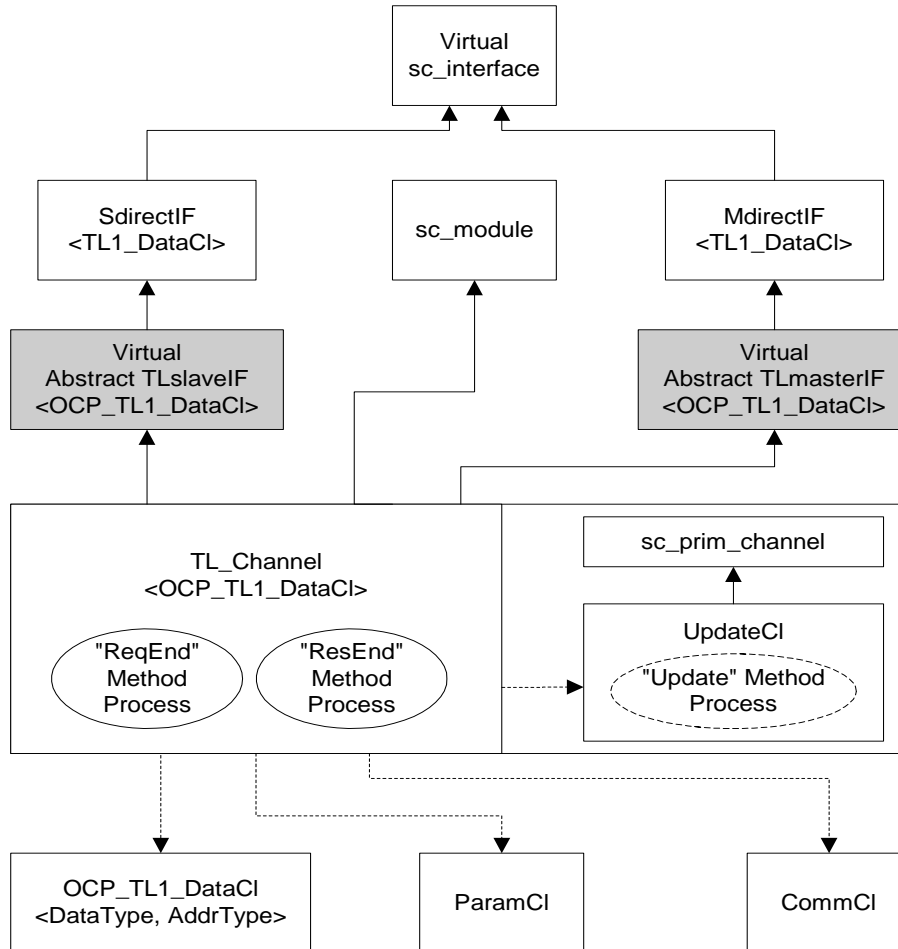 Virtual
sc_interface
SdirectIF
<TL1_DataCl>
sc_module
MdirectIF
<TL1_DataCl>
Virtual
Abstract TLslaveIF
<OCP_TL1_DataCl>
Virtual
Abstract TLmasterIF
<OCP_TL1_DataCl>
TL_Channel
<OCP_TL1_DataCl>
"ReqEnd"
Method
Process
"ResEnd"
Method
Process
sc_prim_channel
UpdateCl
"Update" Method
Process
OCP_TL1_DataCl
<DataType, AddrType>
ParamCl
CommCl